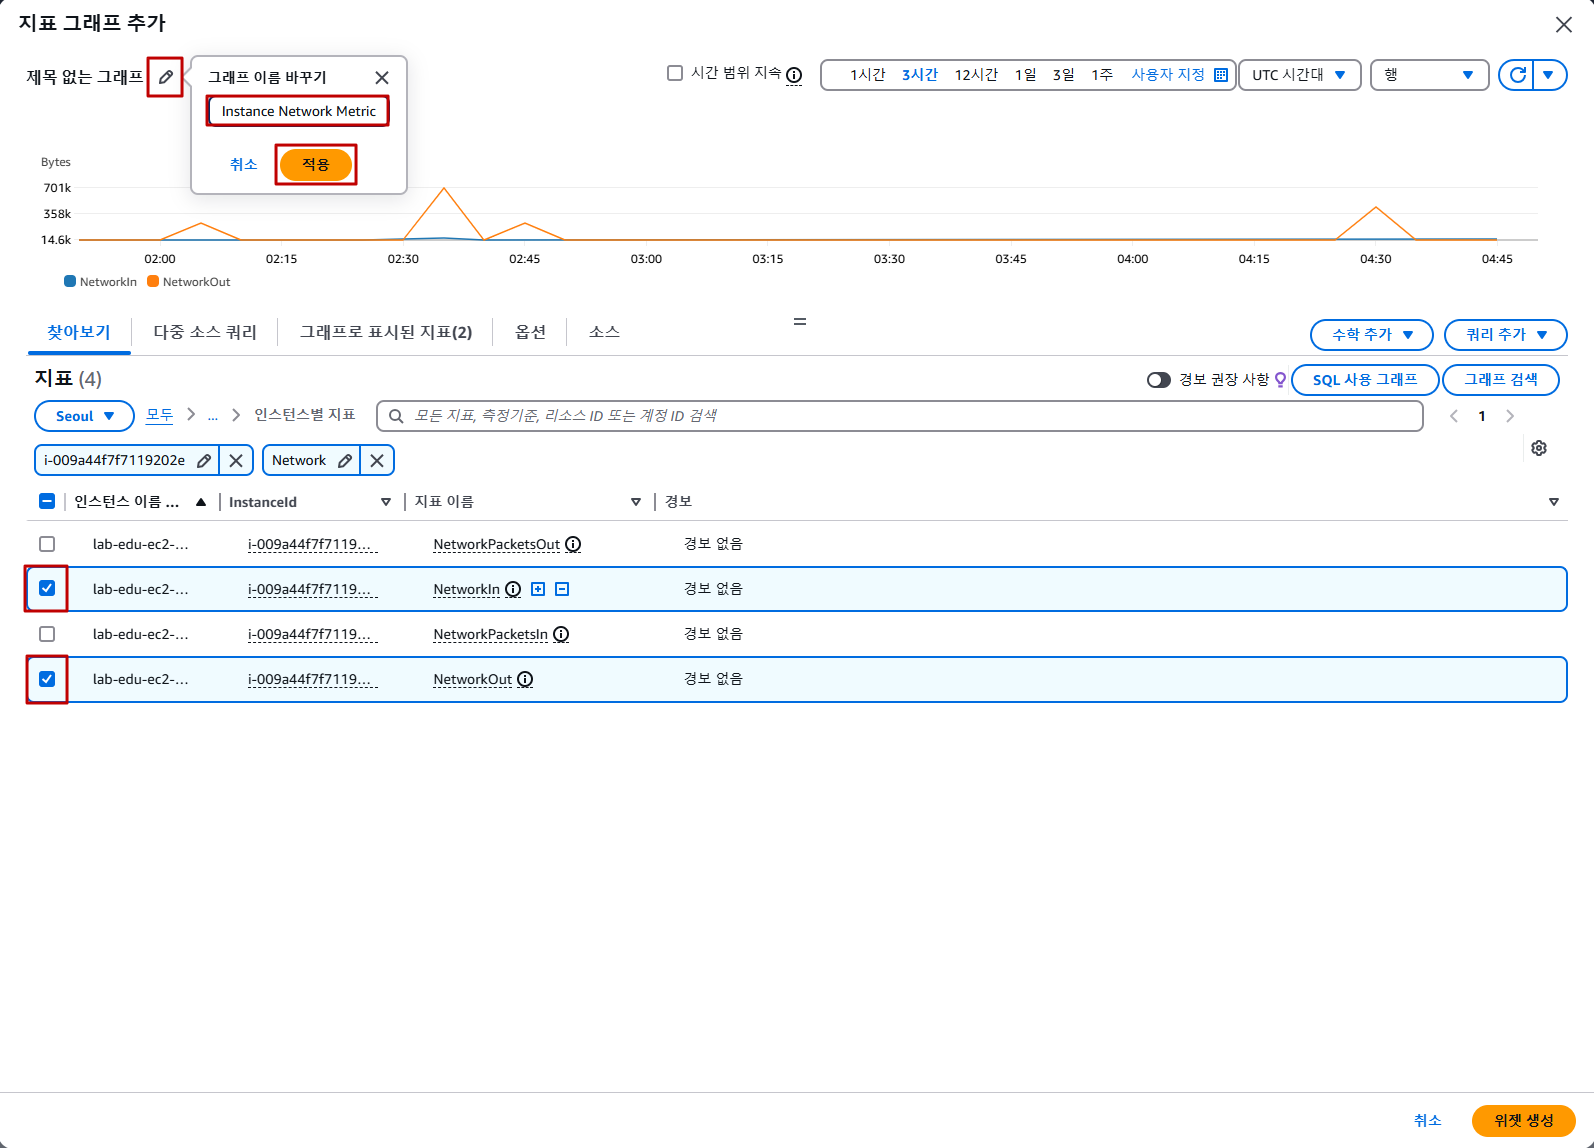 지표 그래프 추가
제목 없는 그래프
그래프 이름 바꾸기
Instance Network Metric
취소
적용
시간 범위 지속
1시간 3시간 12시간 1일 3일 1주 사용자 지정
UTC 시간대
행
Bytes
701k
358k
14.6k
02:00 02:15 02:30 02:45 03:00 03:15 03:30 03:45 04:00 04:15 04:30 04:45
NetworkIn NetworkOut
찾아보기 다중 소스 쿼리 그래프로 표시된 지표(2) 옵션 소스
수학 추가 쿼리 추가
지표 (4)
경보 권장 사항 SQL 사용 그래프 그래프 검색
Seoul 모두 ... 인스턴스별 지표 모든 지표, 측정기준, 리소스 ID 또는 계정 ID 검색 1
i-009a44f7f7119202e Network
인스턴스 이름 ... InstanceId 지표 이름 경보
lab-edu-ec2-... i-009a44f7f7119... NetworkPacketsOut 경보 없음
lab-edu-ec2-... i-009a44f7f7119... NetworkIn 경보 없음
lab-edu-ec2-... i-009a44f7f7119... NetworkPacketsIn 경보 없음
lab-edu-ec2-... i-009a44f7f7119... NetworkOut 경보 없음
취소 위젯 생성